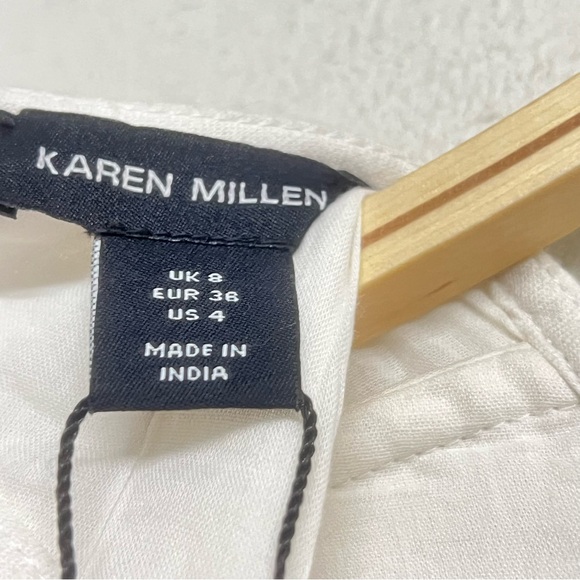 KAREN MILLEN
UK 8
EUR 36
US 4
MADE IN
INDIA